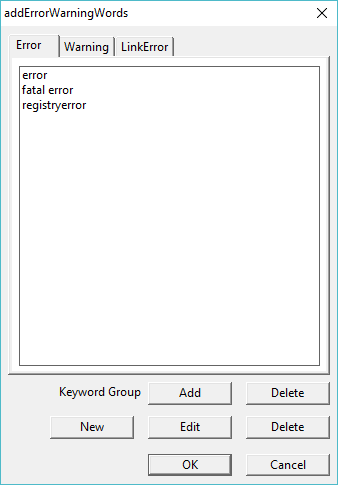 addErrorWarningWords
Error Warning LinkError
error
fatal error
registryerror
Keyword Group Add Delete
New Edit Delete
OK Cancel